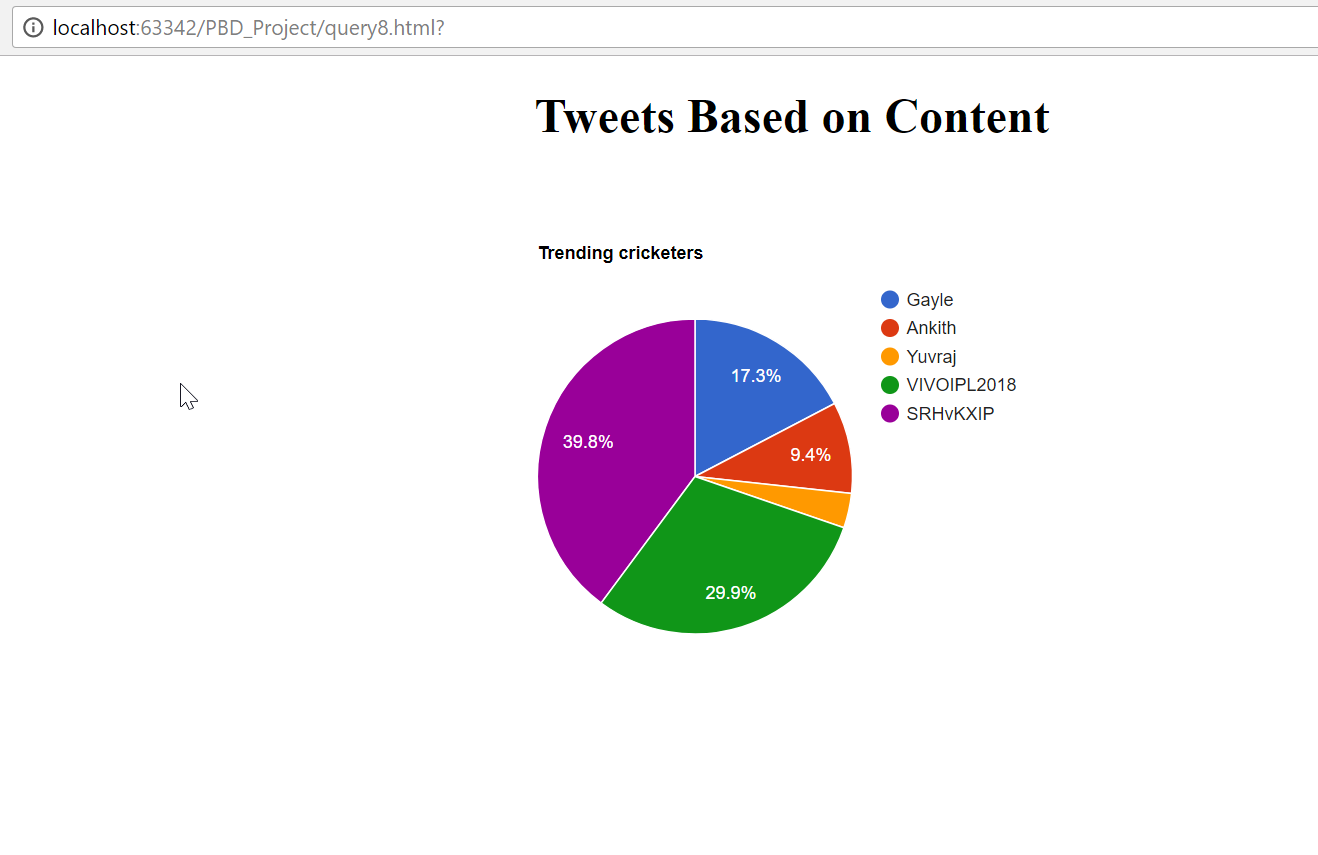 localhost:63342/PBD_Project/query8.html?
Tweets Based on Content
Trending cricketers
Gayle
Ankith
Yuvraj
VIVOIPL2018
SRHvKXIP
17.3%
39.8%
9.4%
29.9%